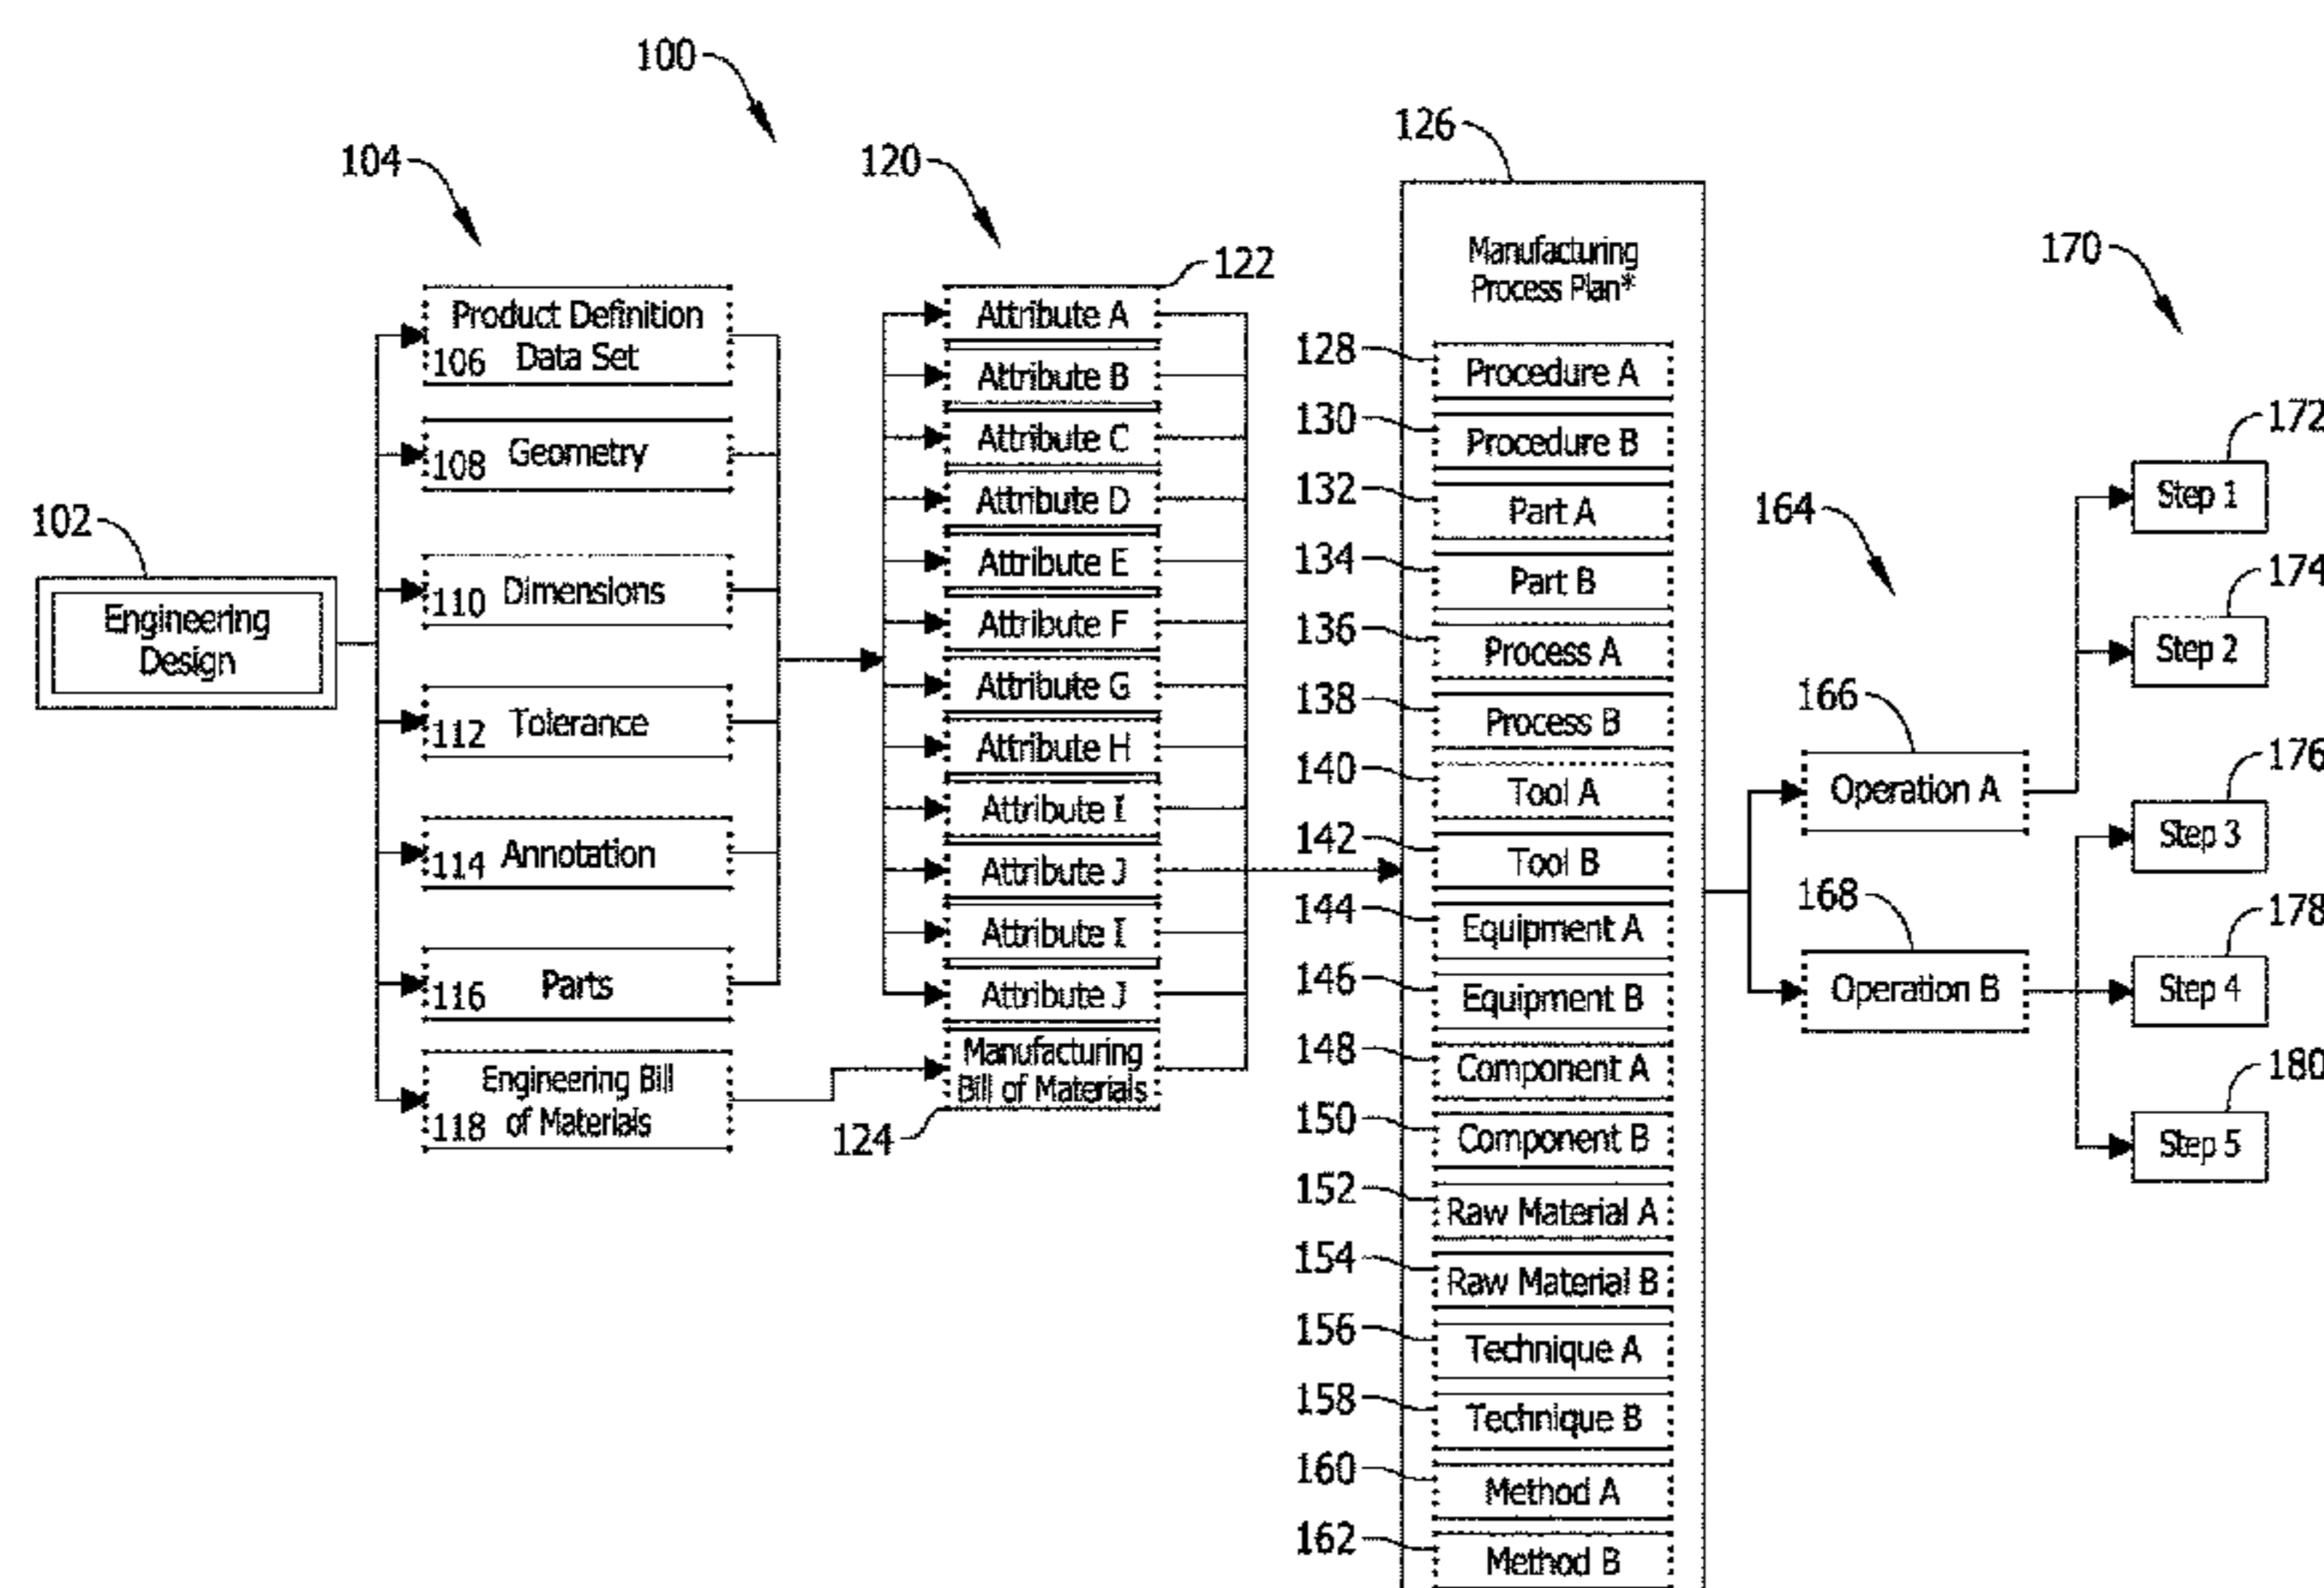 100
104
120
126
170
122
102
Engineering
Design
Product Definition
106 Data Set
108 Geometry
110 Dimensions
112 Tolerance
114 Annotation
116 Parts
Engineering Bill
118 of Materials
Attribute A
Attribute B
Attribute C
Attribute D
Attribute E
Attribute F
Attribute G
Attribute H
Attribute I
Attribute J
Attribute I
Attribute J
Manufacturing
Bill of Materials
124
Manufacturing
Process Plan*
128 Procedure A
130 Procedure B
132 Part A
134 Part B
136 Process A
138 Process B
140 Tool A
142 Tool B
144 Equipment A
146 Equipment B
148 Component A
150 Component B
152 Raw Material A
154 Raw Material B
156 Technique A
158 Technique B
160 Method A
162 Method B
164
166
Operation A
168
Operation B
172
Step 1
174
Step 2
176
Step 3
178
Step 4
180
Step 5